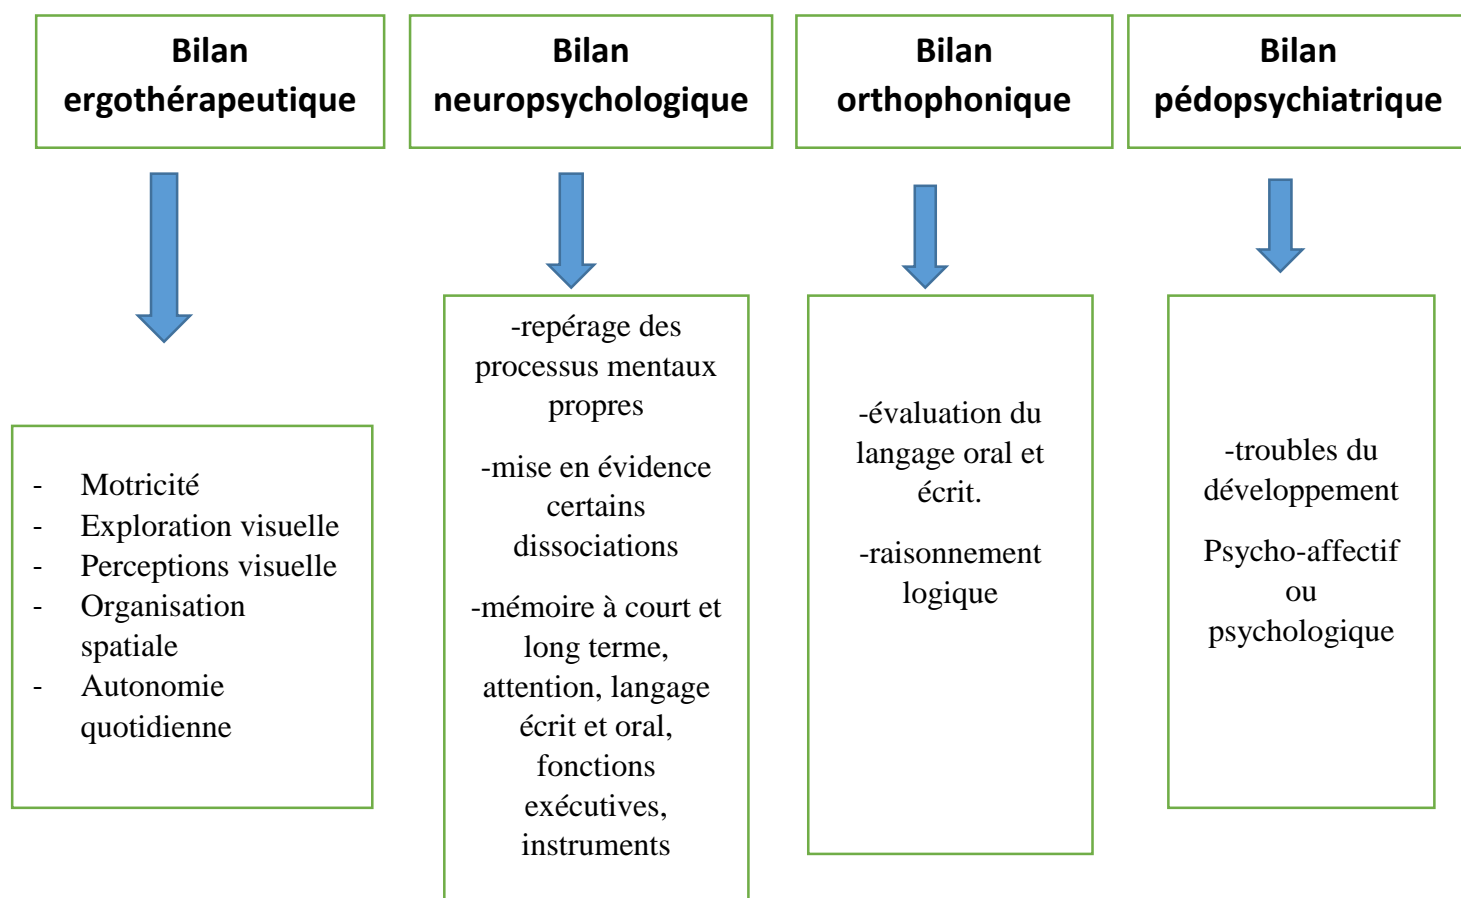 Bilan
ergothérapeutique
Bilan
neuropsychologique
Bilan
orthophonique
Bilan
pédopsychiatrique
- Motricité
- Exploration visuelle
- Perceptions visuelle
- Organisation
spatiale
- Autonomie
quotidienne
-repérage des
processus mentaux
propres
-mise en évidence
certains
dissociations
-mémoire à court et
long terme,
attention, langage
écrit et oral,
fonctions
exécutives,
instruments
-évaluation du
langage oral et
écrit.
-raisonnement
logique
-troubles du
développement
Psycho-affectif
ou
psychologique